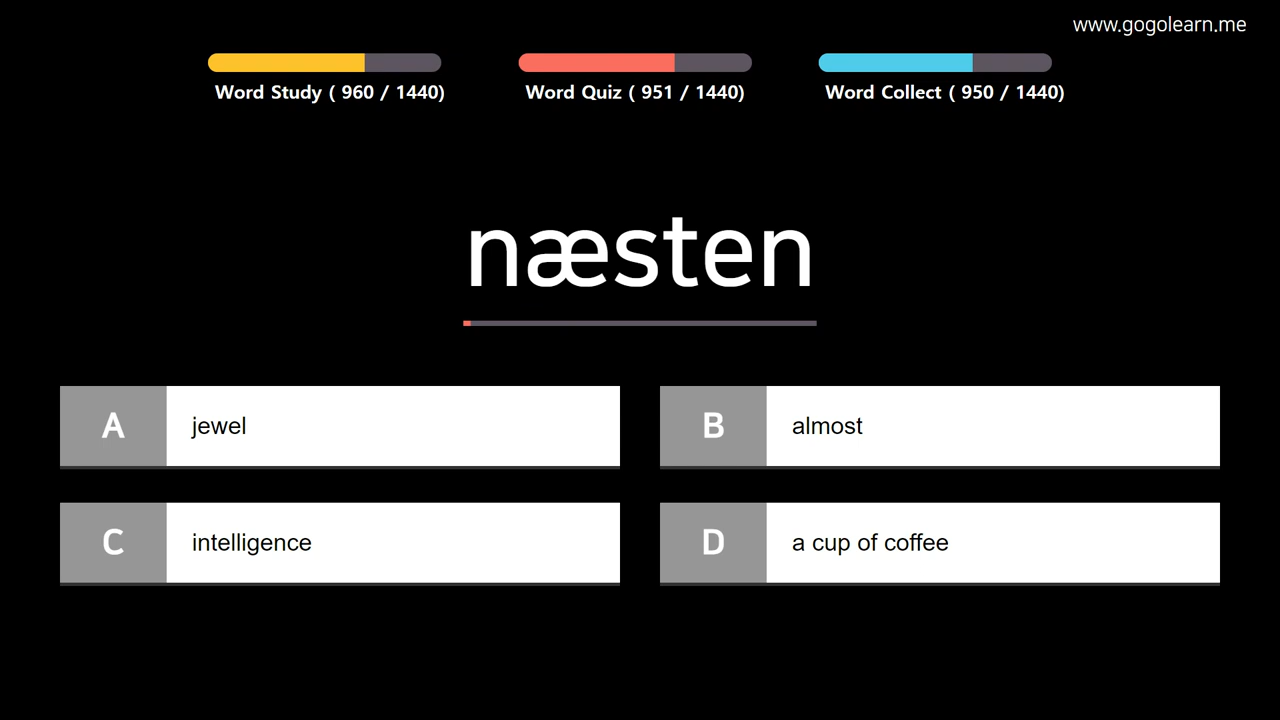 www.gogolearn.me
Word Study ( 960 / 1440)
Word Quiz ( 951 / 1440)
Word Collect ( 950 / 1440)
næsten
A jewel
B almost
C intelligence
D a cup of coffee